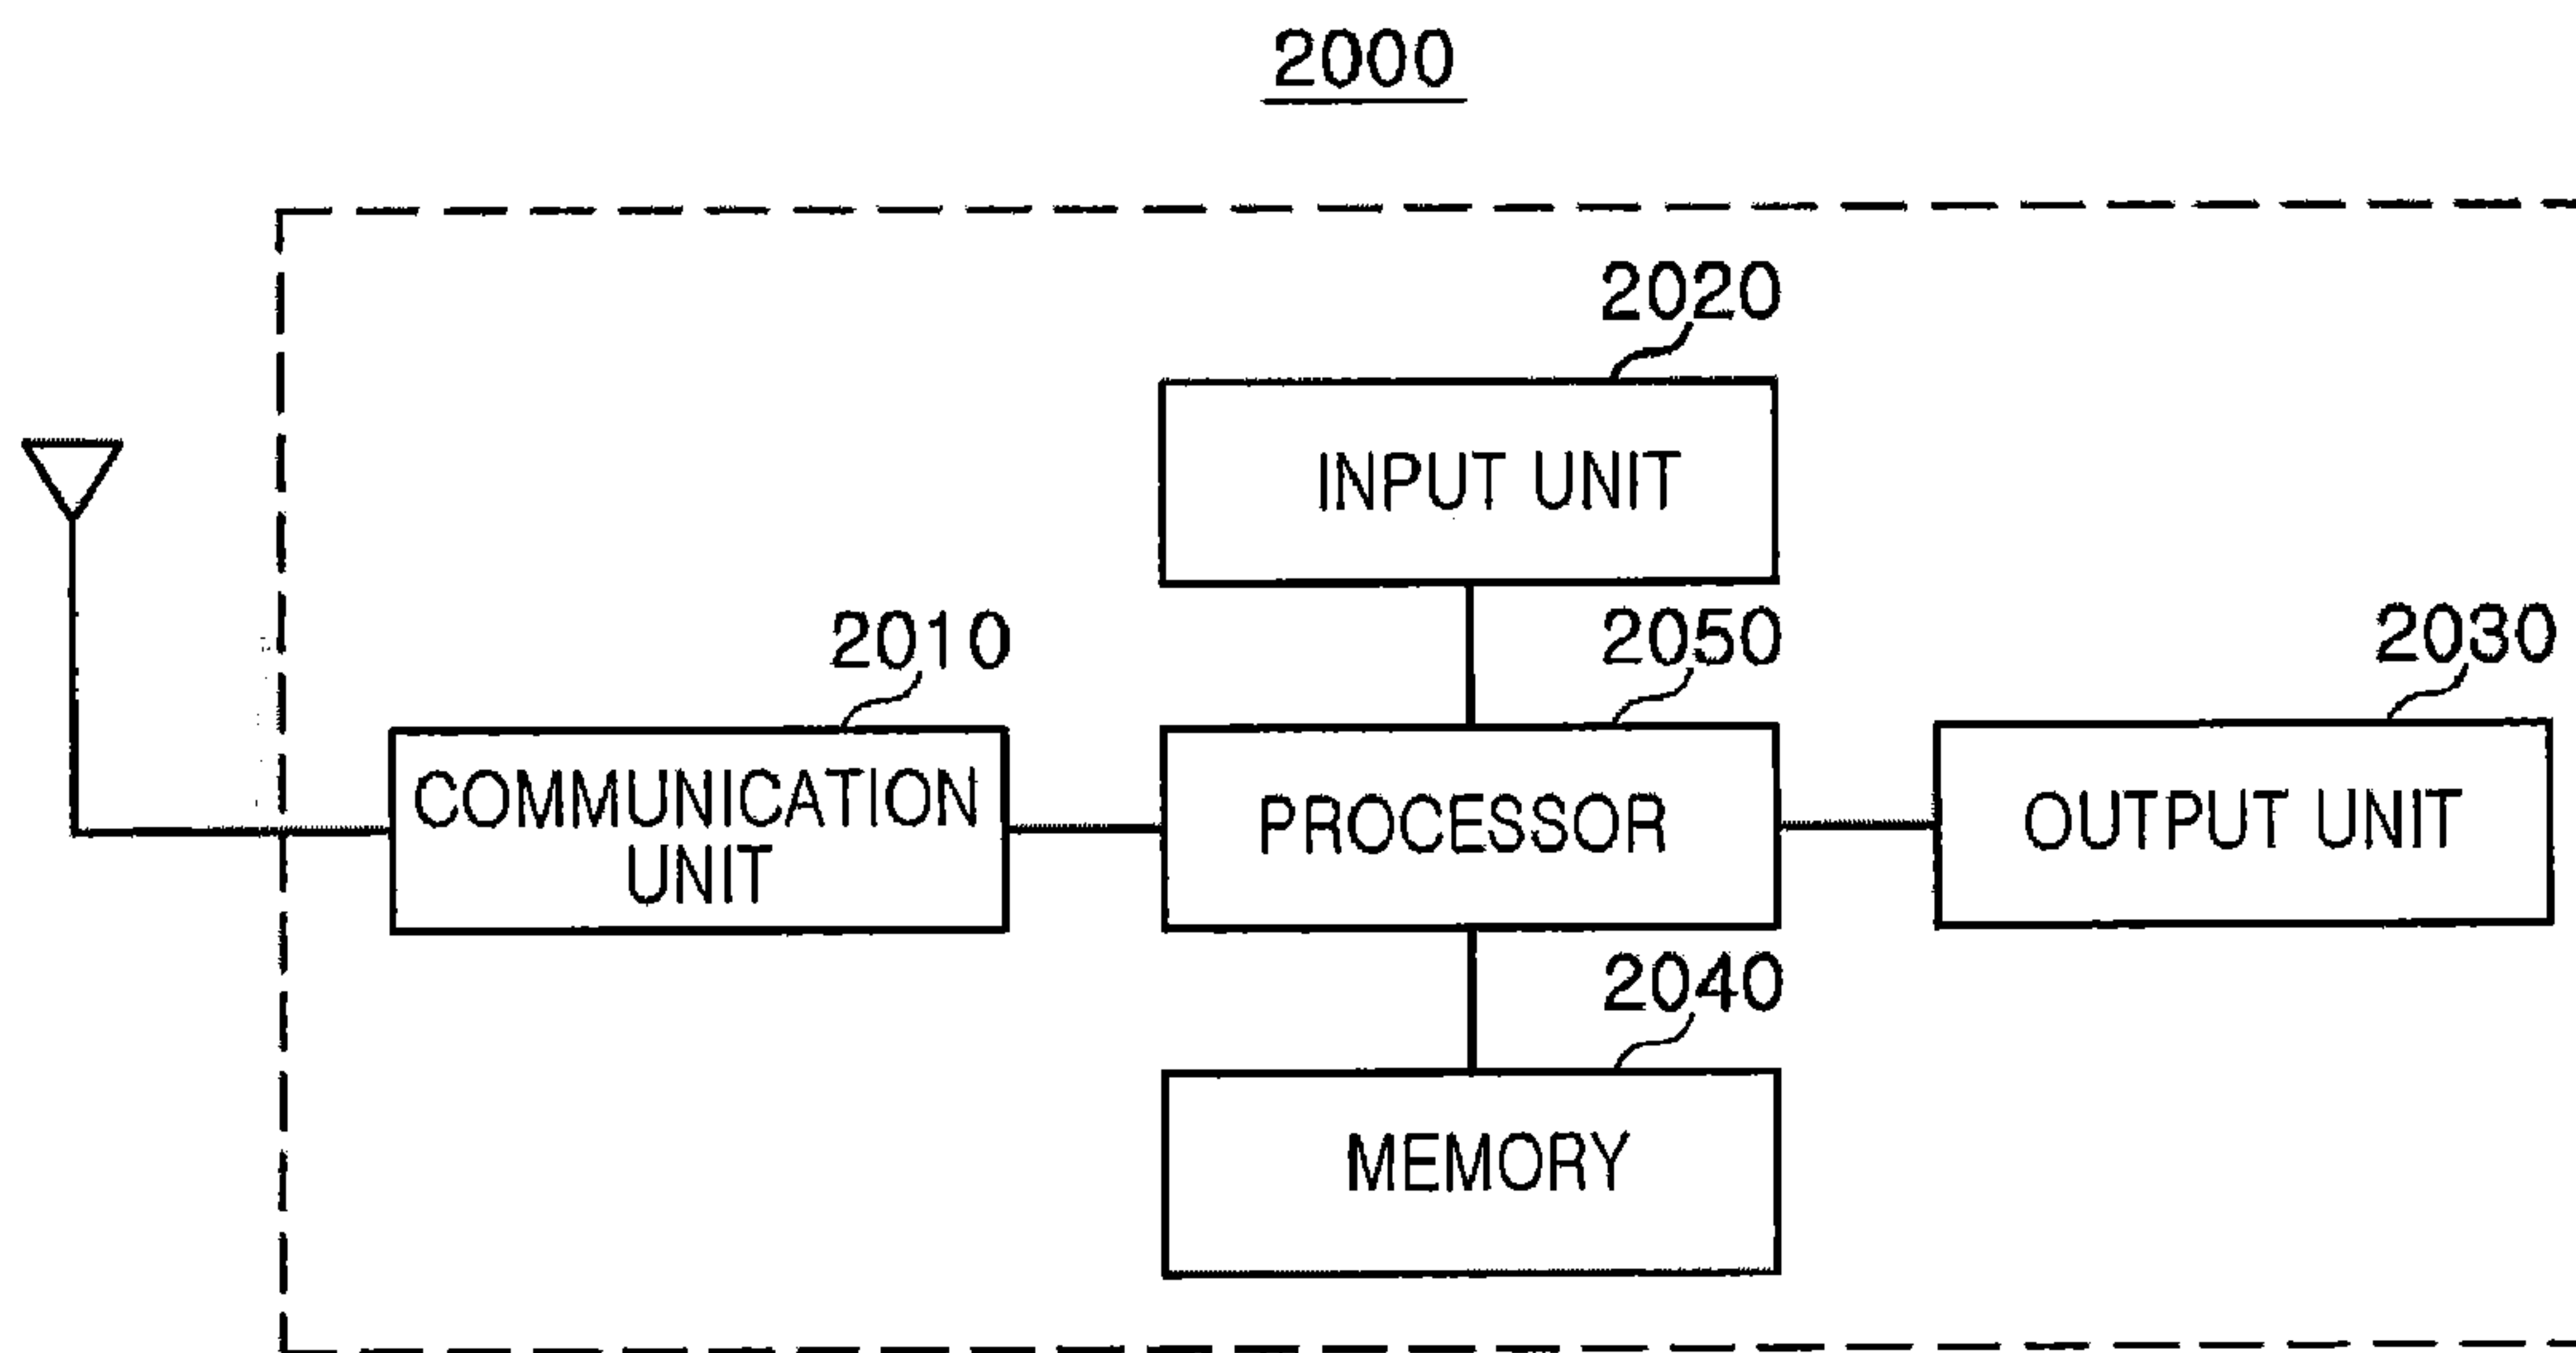 2000
2020
INPUT UNIT
2010
2050
2030
COMMUNICATION
UNIT
PROCESSOR
OUTPUT UNIT
2040
MEMORY